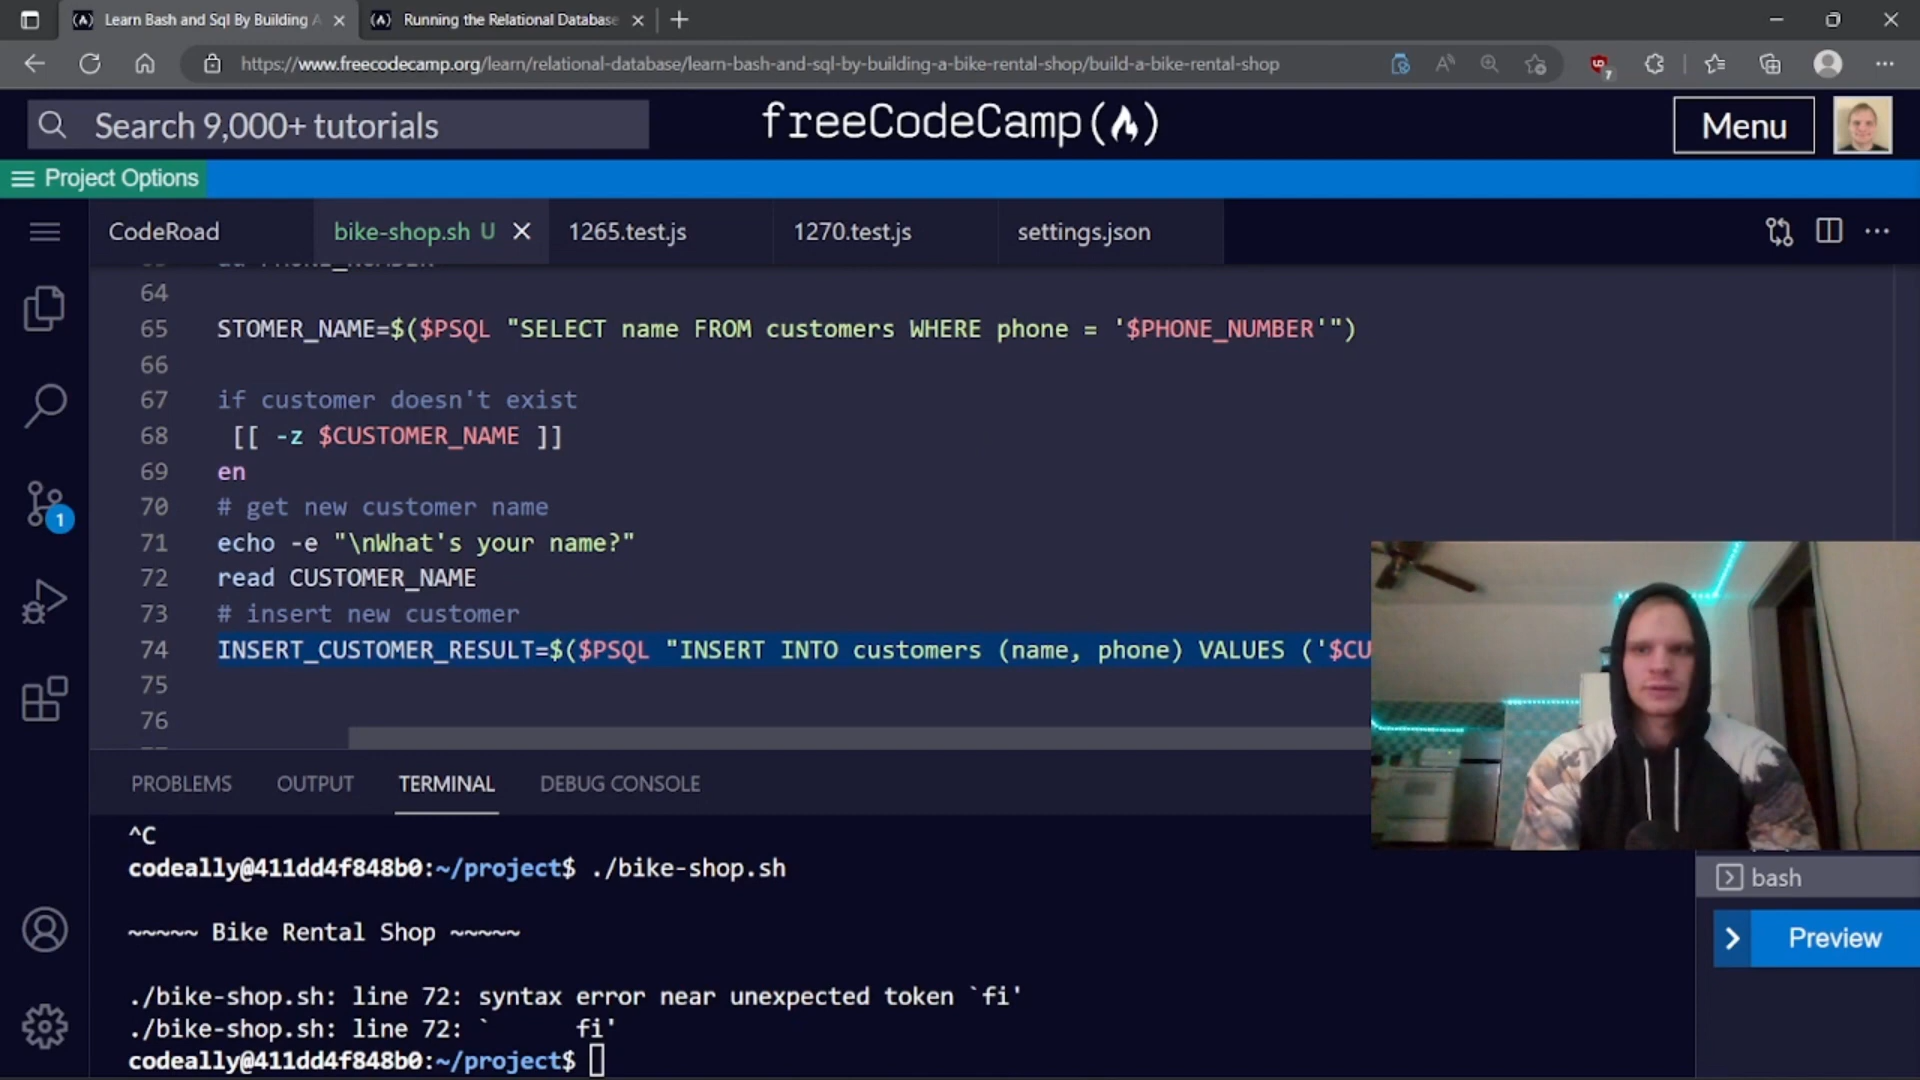 Learn Bash and Sql By Building A
Running the Relational Database
https://www.freecodecamp.org/learn/relational-database/learn-bash-and-sql-by-building-a-bike-rental-shop/build-a-bike-rental-shop
7
Search 9,000+ tutorials
freeCodeCamp
Menu
Project Options
CodeRoad
bike-shop.sh U
1265.test.js
1270.test.js
settings.json
64
65 STOMER_NAME=$($PSQL "SELECT name FROM customers WHERE phone = '$PHONE_NUMBER'")
66
67 if customer doesn't exist
68 [[ -z $CUSTOMER_NAME ]]
69 en
70 # get new customer name
71 echo -e "\nWhat's your name?"
72 read CUSTOMER_NAME
73 # insert new customer
74 INSERT_CUSTOMER_RESULT=$($PSQL "INSERT INTO customers (name, phone) VALUES ('$CU
75
76
1
PROBLEMS
OUTPUT
TERMINAL
DEBUG CONSOLE
^C
codeally@411dd4f848b0:~/project$ ./bike-shop.sh
~~~~~ Bike Rental Shop ~~~~~
./bike-shop.sh: line 72: syntax error near unexpected token `fi'
./bike-shop.sh: line 72: `      fi'
codeally@411dd4f848b0:~/project$
bash
Preview